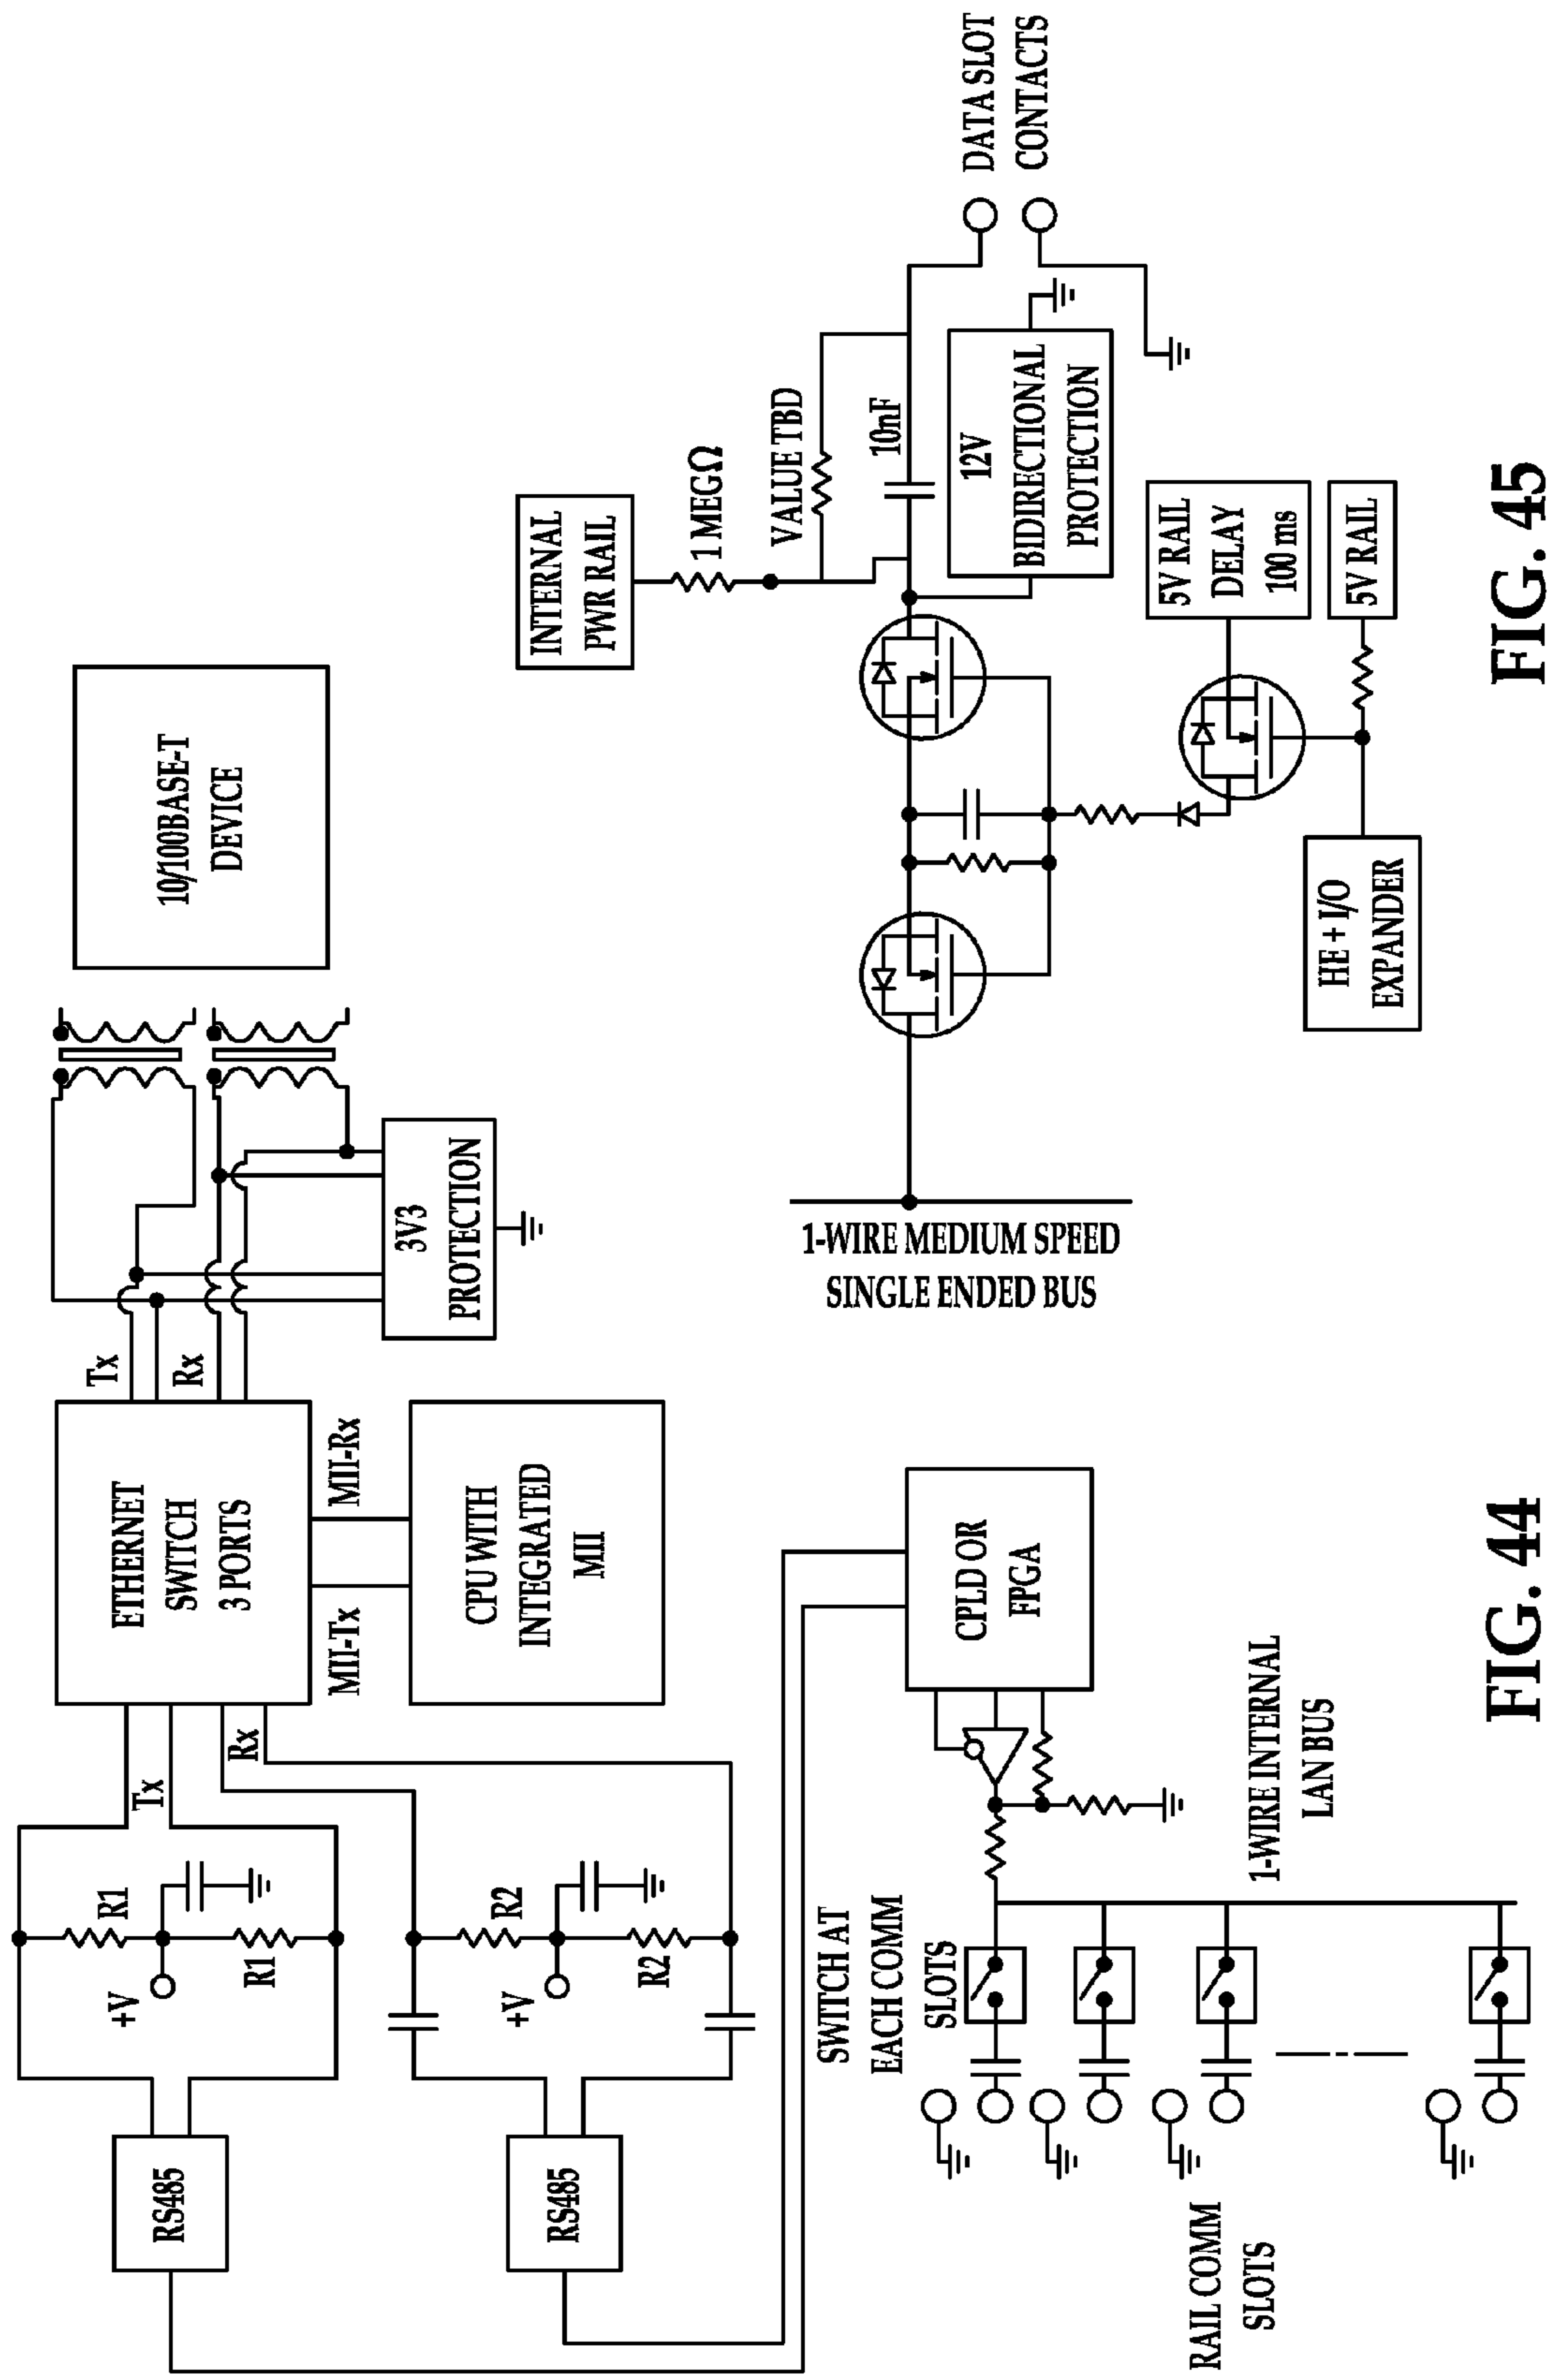 10/100BASE-T
DEVICE
Tx
Rx
3V3
PROTECTION
ETHERNET
SWITCH
3 PORTS
MII-Tx
MII-Rx
CPU WITH
INTEGRATED
MII
Tx
Rx
R1
R1
+V
R2
R2
+V
RS485
RS485
CPLD OR
FPGA
SWITCH AT
EACH COMM
SLOTS
1-WIRE INTERNAL
LAN BUS
RAIL COMM
SLOTS
FIG. 44
INTERNAL
PWR RAIL
1 MEGΩ
VALUE TBD
10nF
DATA SLOT
CONTACTS
12V
BIDIRECTIONAL
PROTECTION
5V RAIL
DELAY
100 ms
5V RAIL
HE + I/O
EXPANDER
1-WIRE MEDIUM SPEED
SINGLE ENDED BUS
FIG. 45